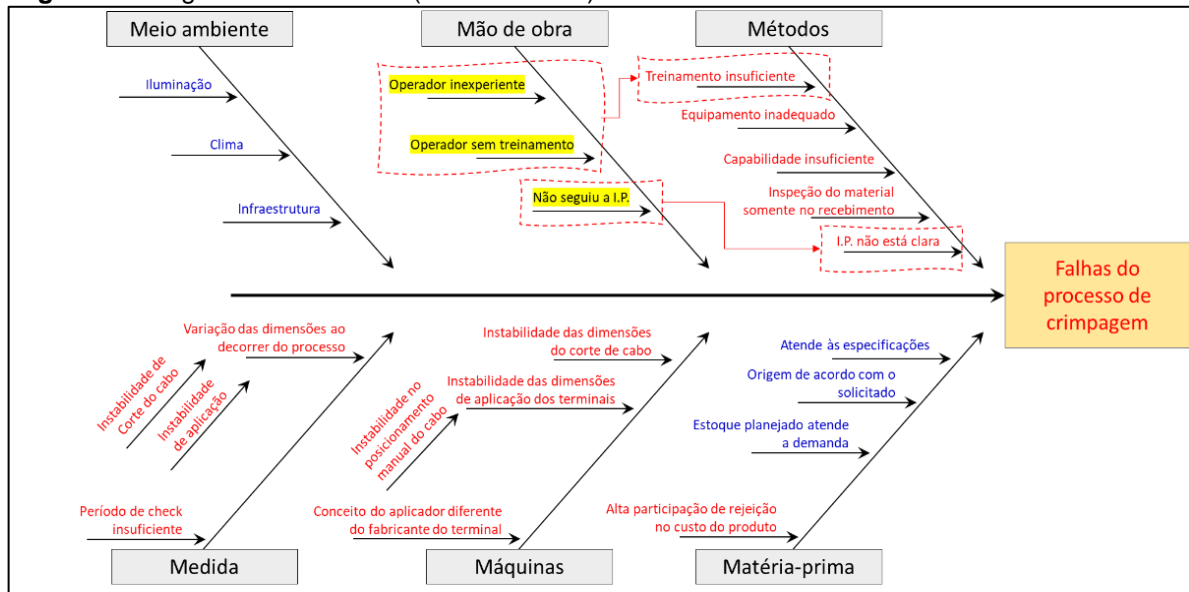 Meio ambiente
Mão de obra
Métodos
Iluminação
Clima
Infraestrutura
Operador inexperiente
Operador sem treinamento
Não seguiu a I.P.
Treinamento insuficiente
Equipamento inadequado
Capabilidade insuficiente
Inspeção do material
somente no recebimento
I.P. não está clara
Falhas do
processo de
crimpagem
Variação das dimensões ao
decorrer do processo
Instabilidade de
Corte do cabo
Instabilidade
de aplicação
Período de check
insuficiente
Instabilidade das dimensões
do corte de cabo
Instabilidade das dimensões
de aplicação dos terminais
Instabilidade no
posicionamento
manual do cabo
Conceito do aplicador diferente
do fabricante do terminal
Atende às especificações
Origem de acordo com o
solicitado
Estoque planejado atende
a demanda
Alta participação de rejeição
no custo do produto
Medida
Máquinas
Matéria-prima